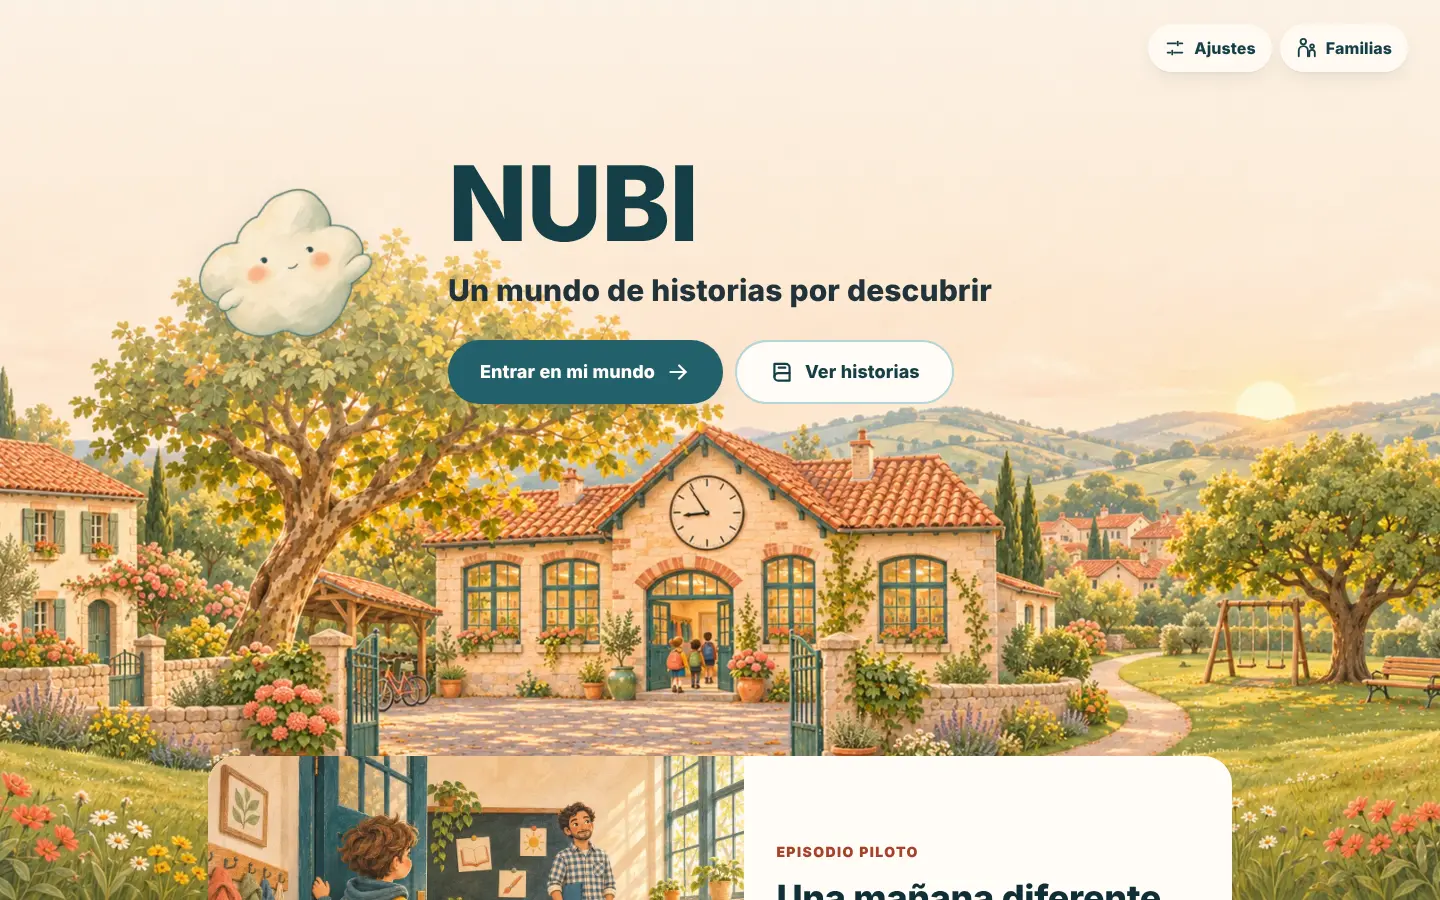 Ajustes
Familias
NUBI
Un mundo de historias por descubrir
Entrar en mi mundo
Ver historias
EPISODIO PILOTO
Una mañana diferente